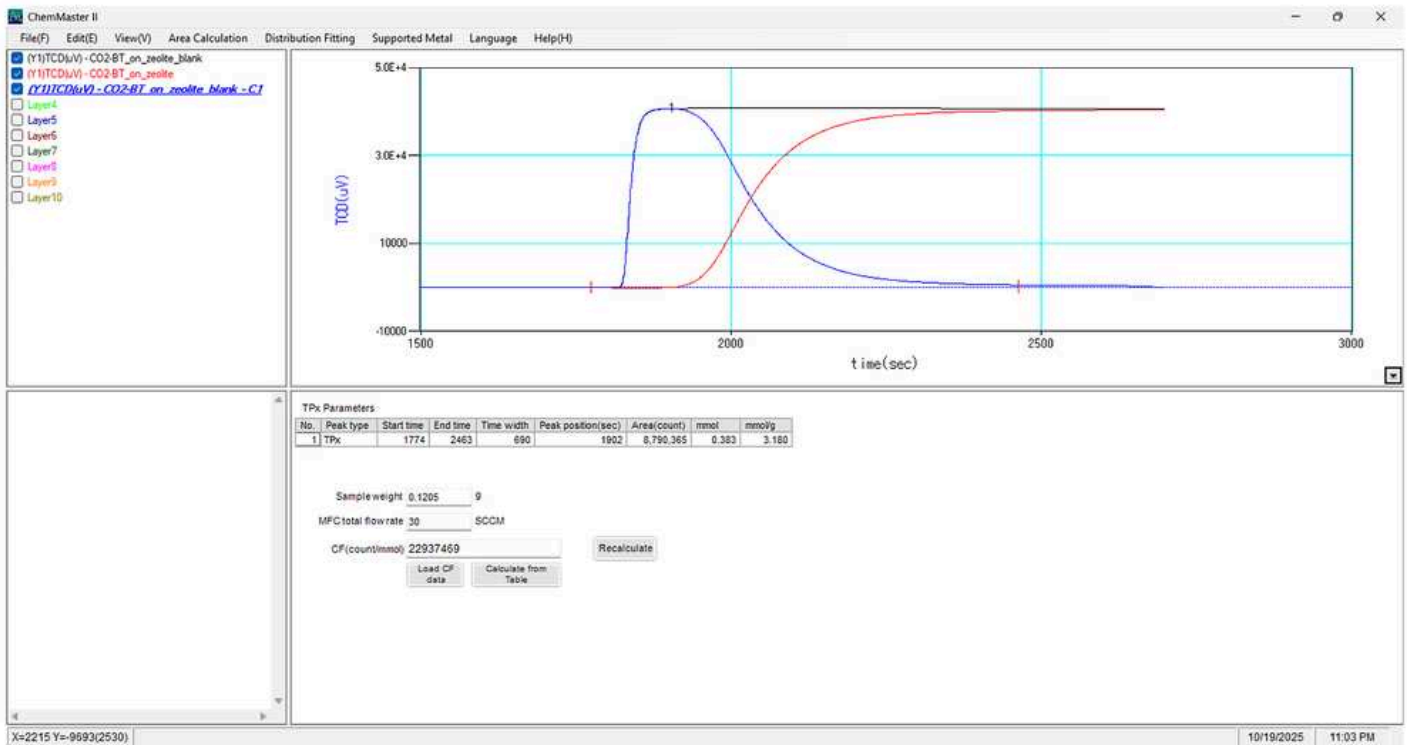 ChemMaster II
File(F) Edit(E) View(V) Area Calculation Distribution Fitting Supported Metal Language Help(H)
(Y1)TCD(uV) - CO2-BT_on_zeolite_blank
(Y1)TCD(uV) - CO2-BT_on_zeolite
(Y1)TCD(uV) - CO2-BT_on_zeolite_blank - C1
Layer4
Layer5
Layer6
Layer7
Layer8
Layer9
Layer10
5.0E+4
3.0E+4
10000
-10000
TCD(uV)
1
1500 2000 2500 3000
time(sec)
TPx Parameters
No. Peak type Start time End time Time width Peak position(sec) Area(count) mmol mmol/g
1 TPx 1774 2463 690 1902 8,790,365 0.383 3.180
Sample weight 0.1205 g
MFC total flow rate 30 SCCM
CF(count/mmol) 22937469 Recalculate
Load CF data Calculate from Table
X=2215 Y=-9693(2530) 10/19/2025 11:03 PM